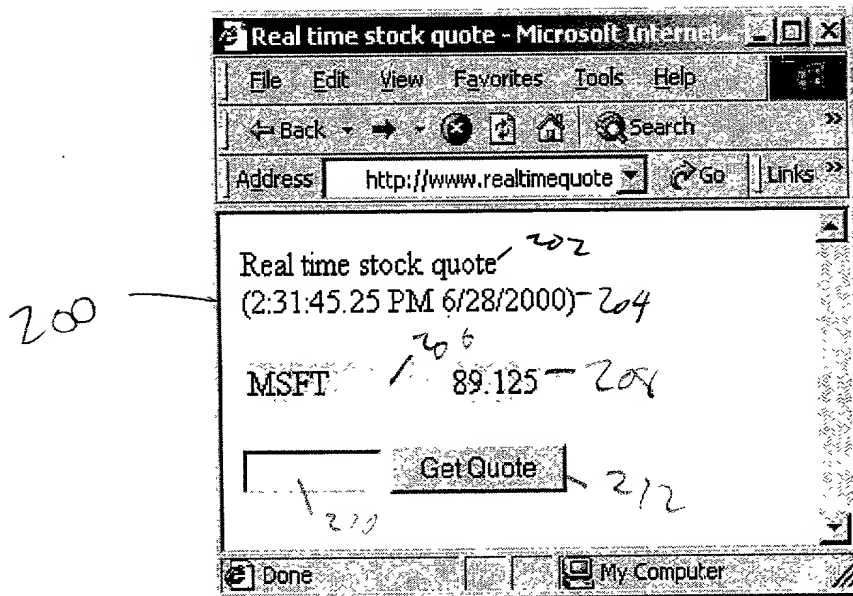 Real time stock quote - Microsoft Internet...
File Edit View Favorites Tools Help
Back Search »
Address http://www.realtimequote Go Links »
Real time stock quote 202
(2:31:45.25 PM 6/28/2000) 204
200
206
MSFT 89.125 208
Get Quote 212
210
Done My Computer